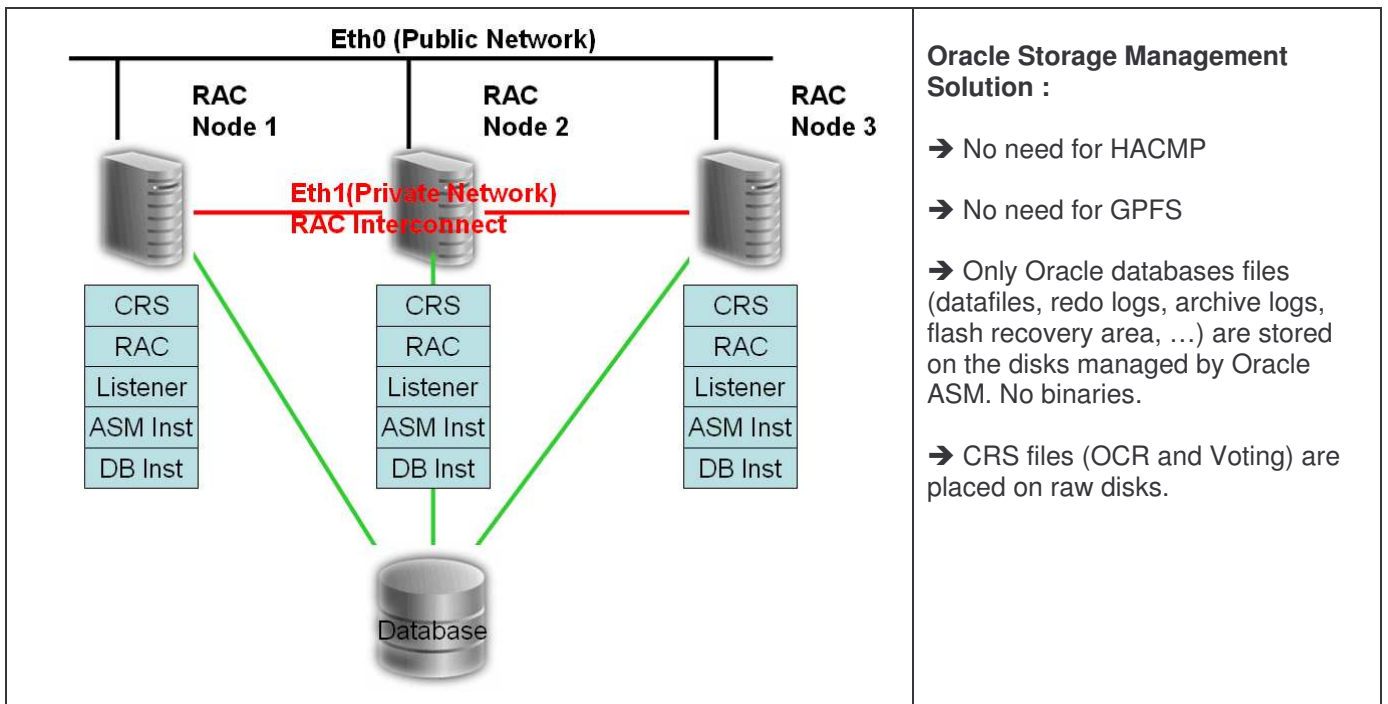 Eth0 (Public Network)
RAC
Node 1
RAC
Node 2
RAC
Node 3
Eth1(Private Network)
RAC Interconnect
CRS
RAC
Listener
ASM Inst
DB Inst
CRS
RAC
Listener
ASM Inst
DB Inst
CRS
RAC
Listener
ASM Inst
DB Inst
Database
Oracle Storage Management
Solution :
➔ No need for HACMP
➔ No need for GPFS
➔ Only Oracle databases files
(datafiles, redo logs, archive logs,
flash recovery area, …) are stored
on the disks managed by Oracle
ASM. No binaries.
➔ CRS files (OCR and Voting) are
placed on raw disks.